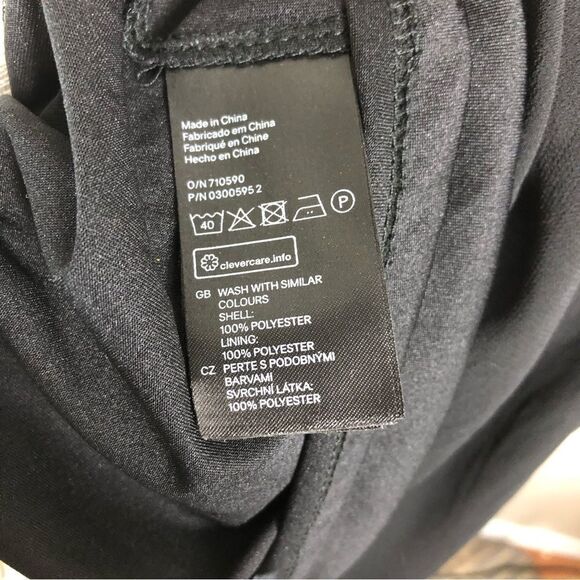 Made in China
Fabricado em China
Fabriqué en Chine
Hecho en China
O/N 710590
P/N 0300595 2
40 P
clevercare.info
GB WASH WITH SIMILAR
COLOURS
SHELL:
100% POLYESTER
LINING:
100% POLYESTER
CZ PERTE S PODOBNÝMI
BARVAMI
SVRCHNÍ LÁTKA:
100% POLYESTER